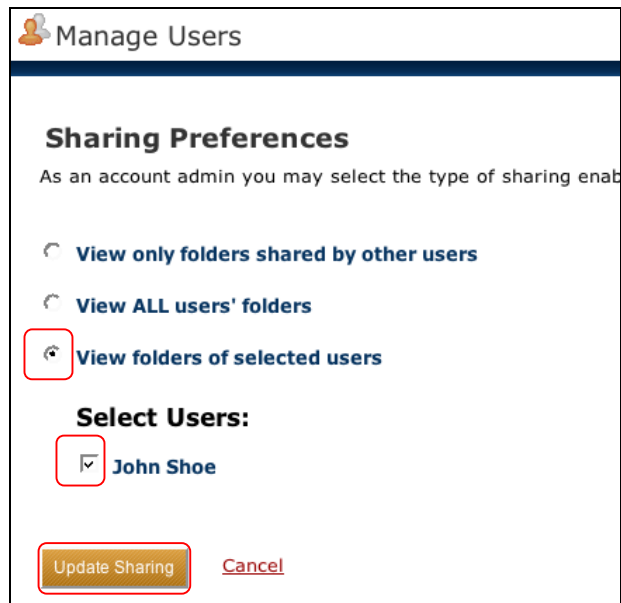 Manage Users
Sharing Preferences
As an account admin you may select the type of sharing enab
View only folders shared by other users
View ALL users' folders
View folders of selected users
Select Users:
John Shoe
Update Sharing Cancel